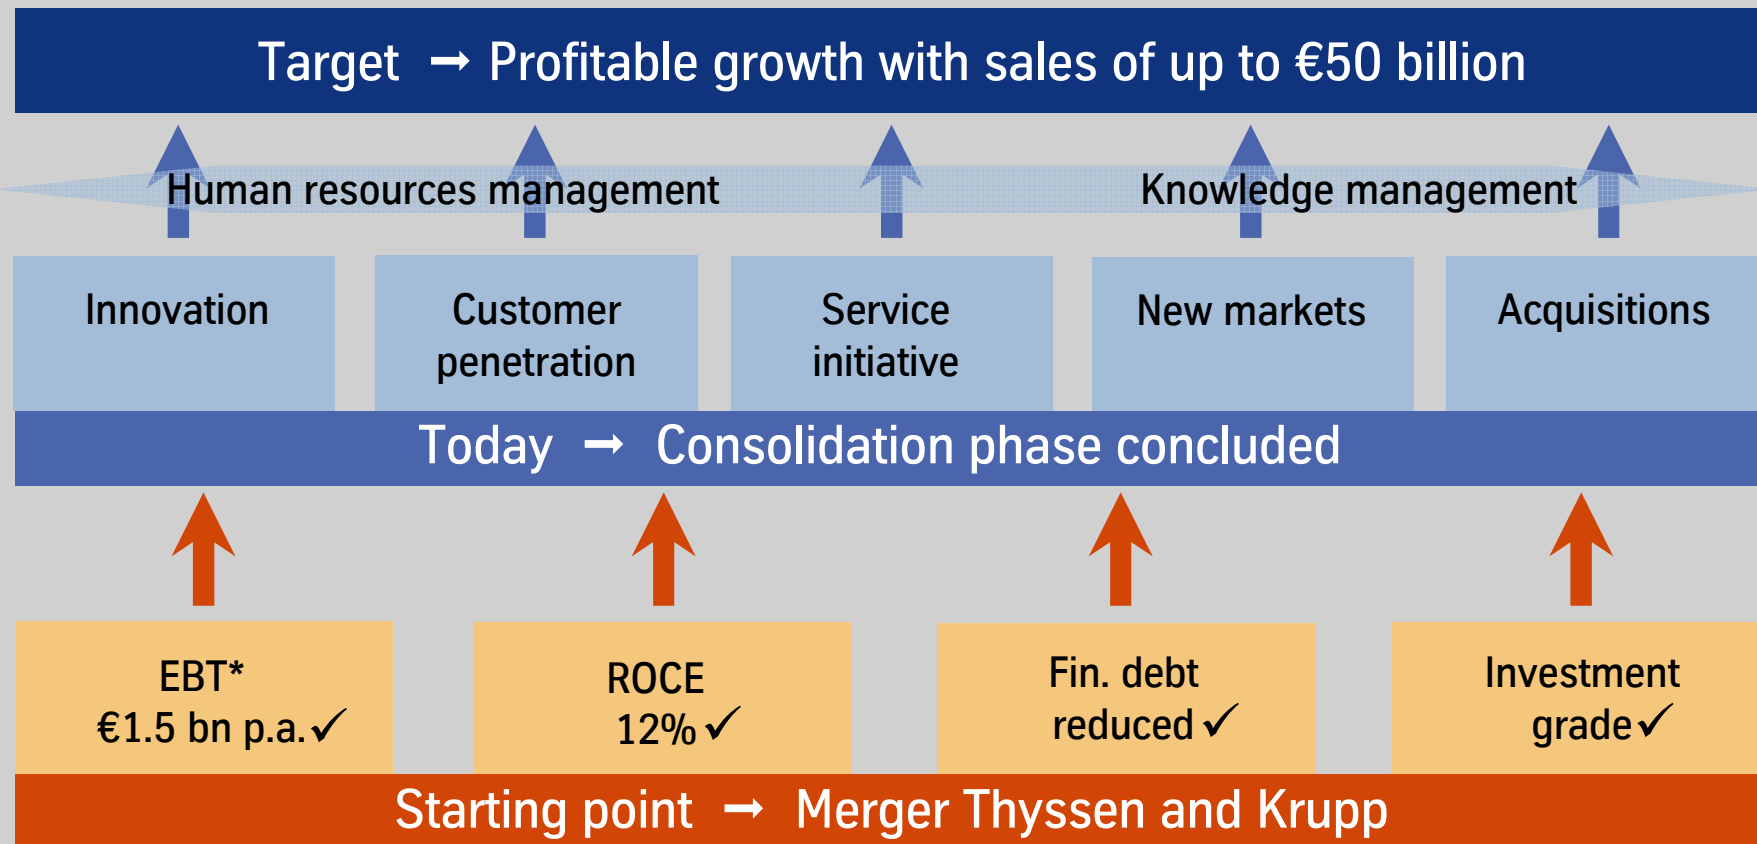 Target → Profitable growth with sales of up to €50 billion
Human resources management
Knowledge management
Innovation
Customer
penetration
Service
initiative
New markets
Acquisitions
Today → Consolidation phase concluded
EBT*
€1.5 bn p.a. ✓
ROCE
12% ✓
Fin. debt
reduced ✓
Investment
grade ✓
Starting point → Merger Thyssen and Krupp